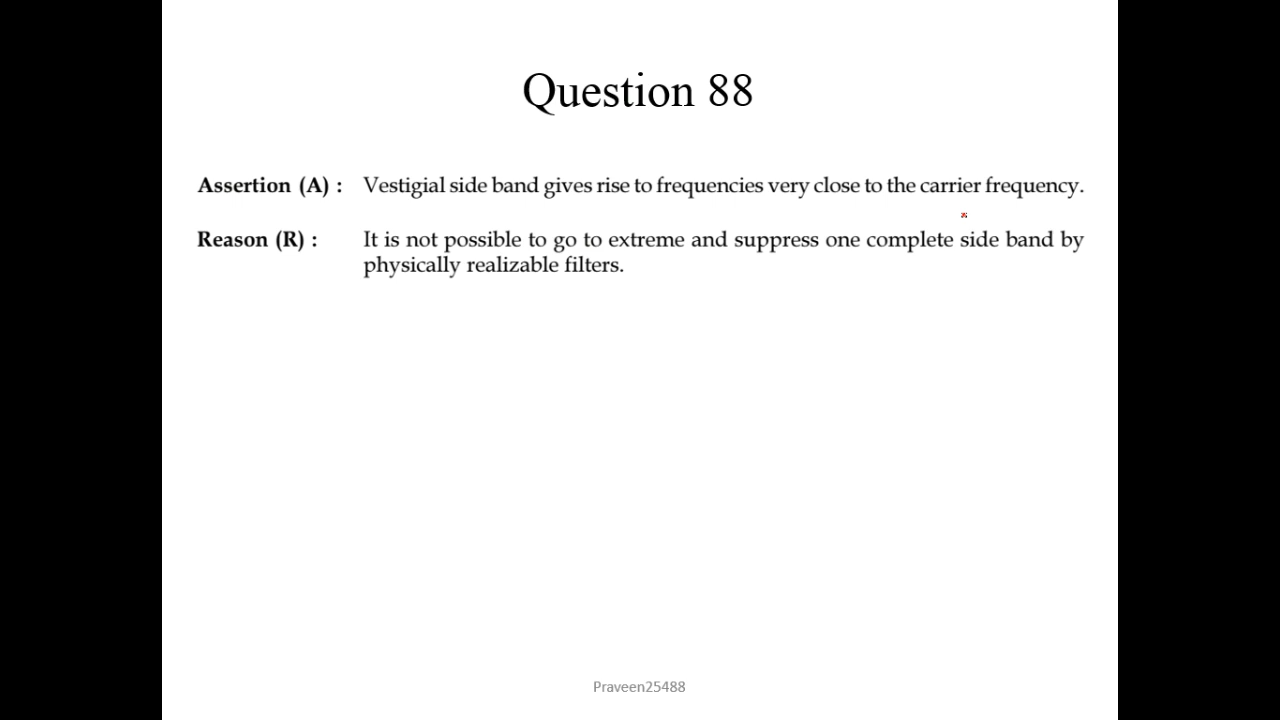 Question 88
Assertion (A) : Vestigial side band gives rise to frequencies very close to the carrier frequency.
Reason (R) : It is not possible to go to extreme and suppress one complete side band by
physically realizable filters.
Praveen25488